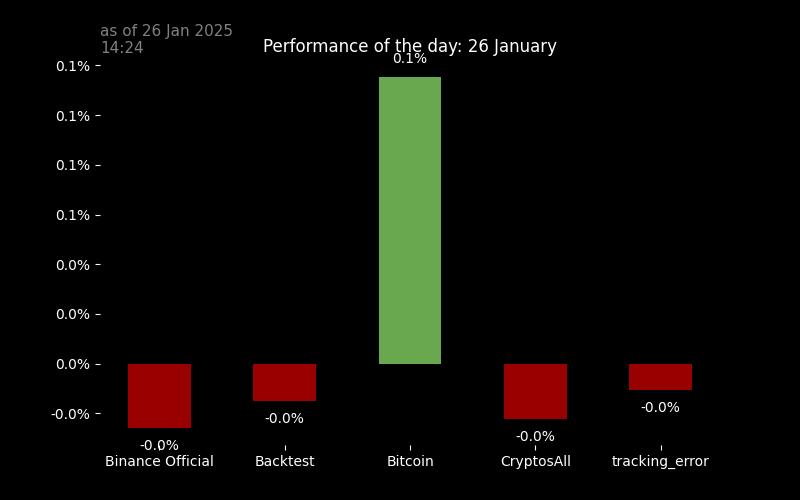 as of 26 Jan 2025
14:24
Performance of the day: 26 January
0.1%
0.1%
0.1%
0.1%
0.1%
0.0%
0.0%
0.0%
-0.0%
-0.0%
-0.0%
-0.0%
-0.0%
Binance Official
Backtest
Bitcoin
CryptosAll
tracking_error